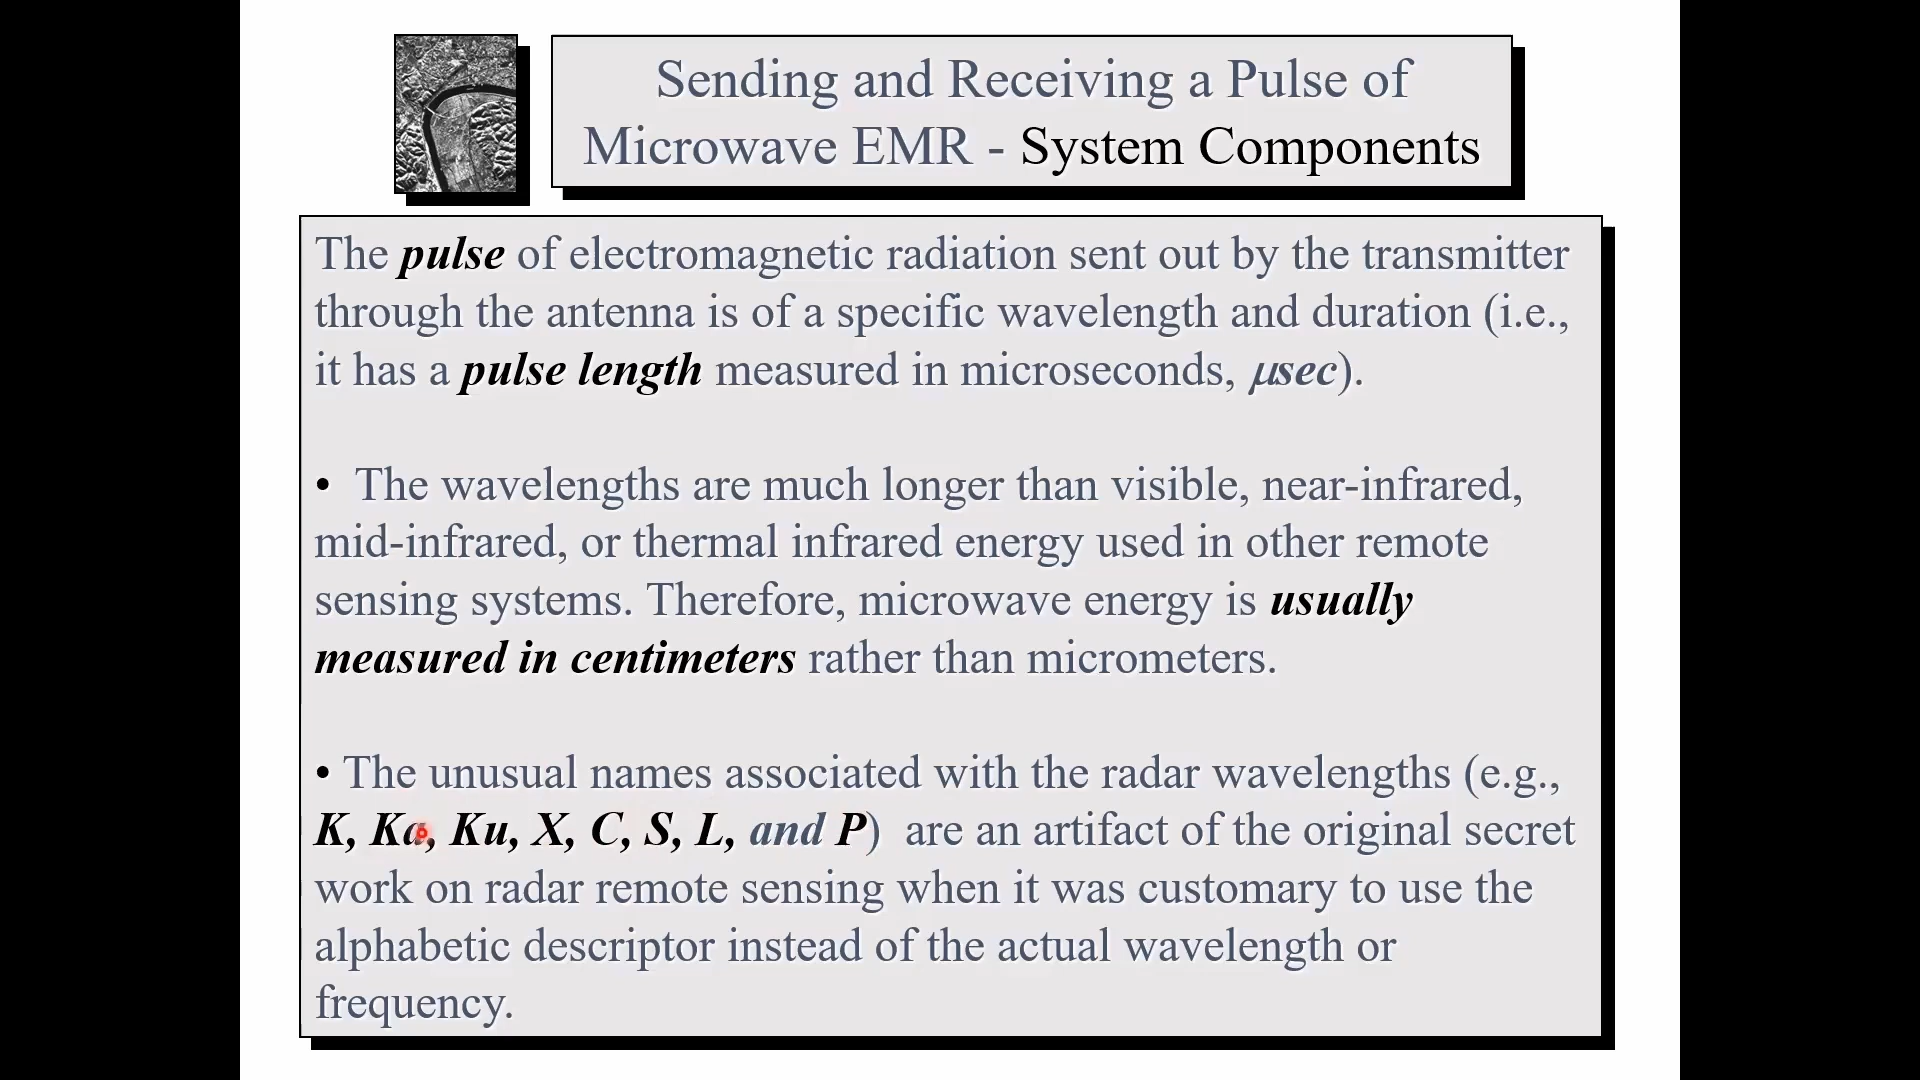 Sending and Receiving a Pulse of
Microwave EMR - System Components
The pulse of electromagnetic radiation sent out by the transmitter
through the antenna is of a specific wavelength and duration (i.e.,
it has a pulse length measured in microseconds, μsec).
• The wavelengths are much longer than visible, near-infrared,
mid-infrared, or thermal infrared energy used in other remote
sensing systems. Therefore, microwave energy is usually
measured in centimeters rather than micrometers.
• The unusual names associated with the radar wavelengths (e.g.,
K, Ka, Ku, X, C, S, L, and P) are an artifact of the original secret
work on radar remote sensing when it was customary to use the
alphabetic descriptor instead of the actual wavelength or
frequency.